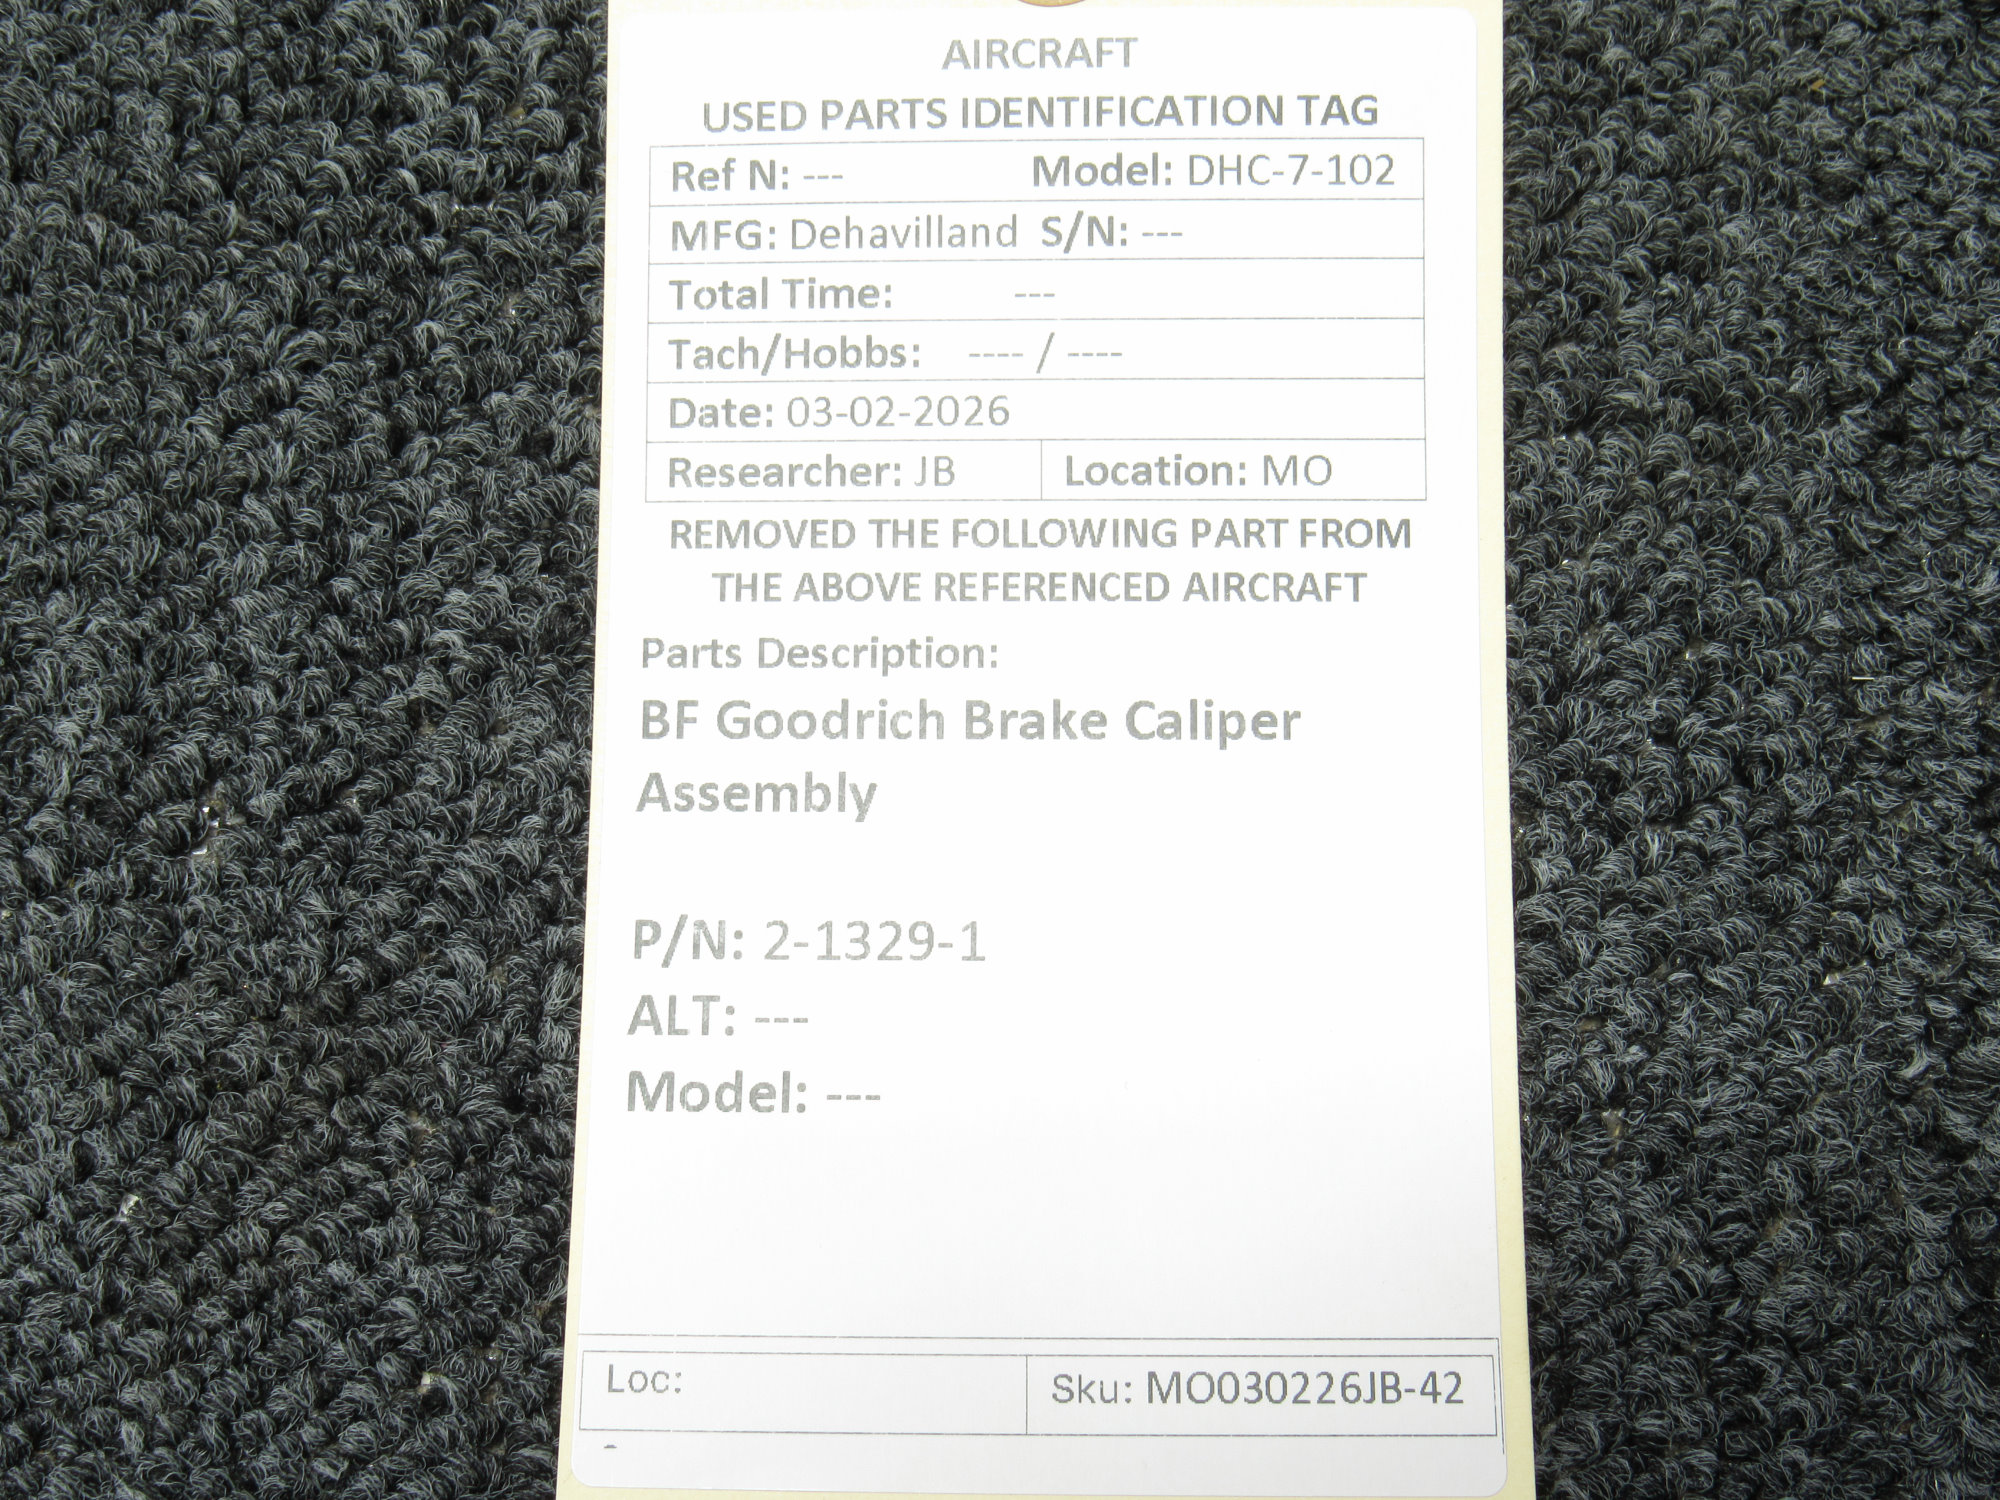 AIRCRAFT
USED PARTS IDENTIFICATION TAG
Ref N: --- Model: DHC-7-102
MFG: Dehavilland S/N: ---
Total Time: ---
Tach/Hobbs: ---- / ----
Date: 03-02-2026
Researcher: JB Location: MO
REMOVED THE FOLLOWING PART FROM
THE ABOVE REFERENCED AIRCRAFT
Parts Description:
BF Goodrich Brake Caliper
Assembly
P/N: 2-1329-1
ALT: ---
Model: ---
Loc: Sku: MO030226JB-42